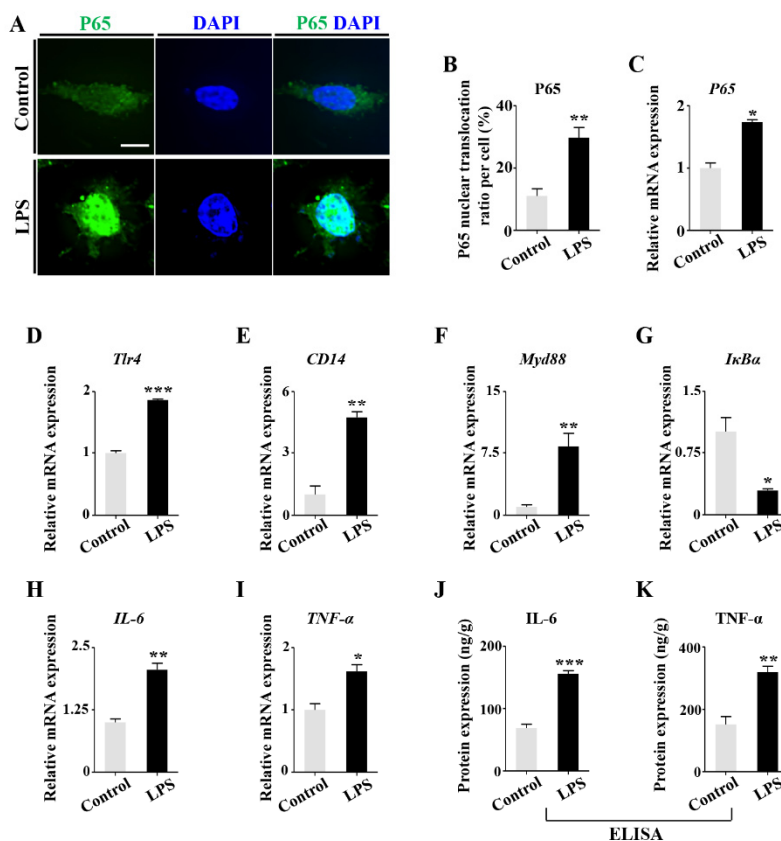 A
P65
DAPI
P65 DAPI
Control
LPS
B
P65
P65 nuclear translocation
ratio per cell (%)
60
40
20
0
**
Control
LPS
C
P65
Relative mRNA expression
2
1
0
*
Control
LPS
D
Tlr4
Relative mRNA expression
2
1
0
***
Control
LPS
E
CD14
Relative mRNA expression
6
3
0
**
Control
LPS
F
Myd88
Relative mRNA expression
15
7.5
0
**
Control
LPS
G
IκBα
Relative mRNA expression
1.5
0.75
0
*
Control
LPS
H
IL-6
Relative mRNA expression
2.5
1.25
0
**
Control
LPS
I
TNF-α
Relative mRNA expression
2
1
0
*
Control
LPS
J
IL-6
Protein expression (ng/g)
200
100
0
***
Control
LPS
K
TNF-α
Protein expression (ng/g)
400
200
0
**
Control
LPS
ELISA